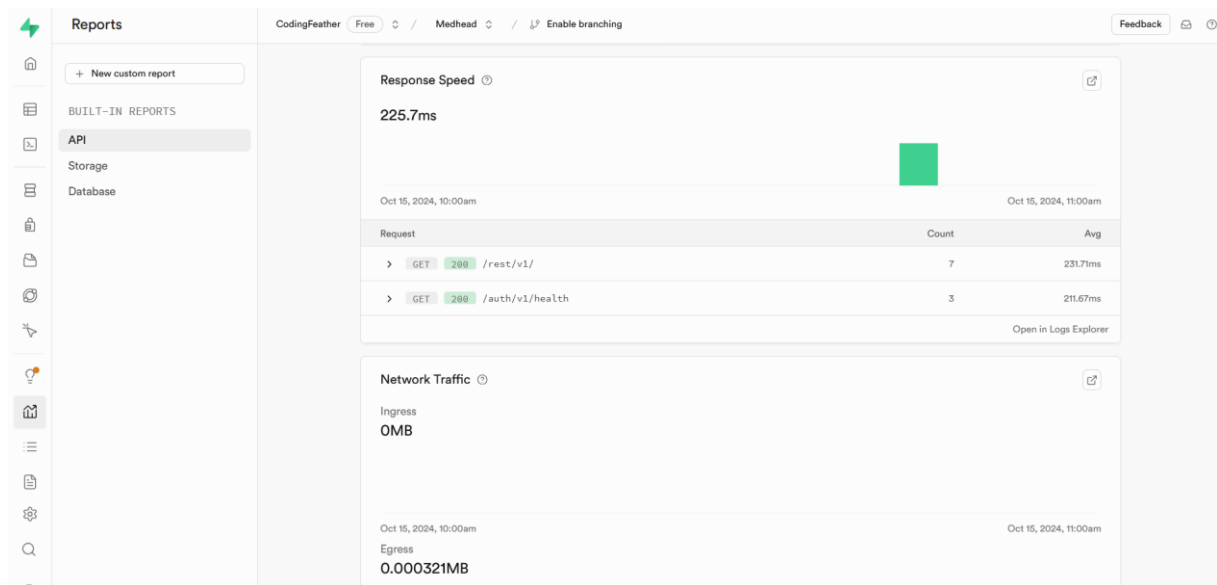 Reports
CodingFeather Free / Medhead / Enable branching
Feedback
+ New custom report
BUILT-IN REPORTS
API
Storage
Database
Response Speed
225.7ms
Oct 15, 2024, 10:00am Oct 15, 2024, 11:00am
Request Count Avg
GET 200 /rest/v1/ 7 231.71ms
GET 200 /auth/v1/health 3 211.67ms
Open in Logs Explorer
Network Traffic
Ingress
0MB
Oct 15, 2024, 10:00am Oct 15, 2024, 11:00am
Egress
0.000321MB